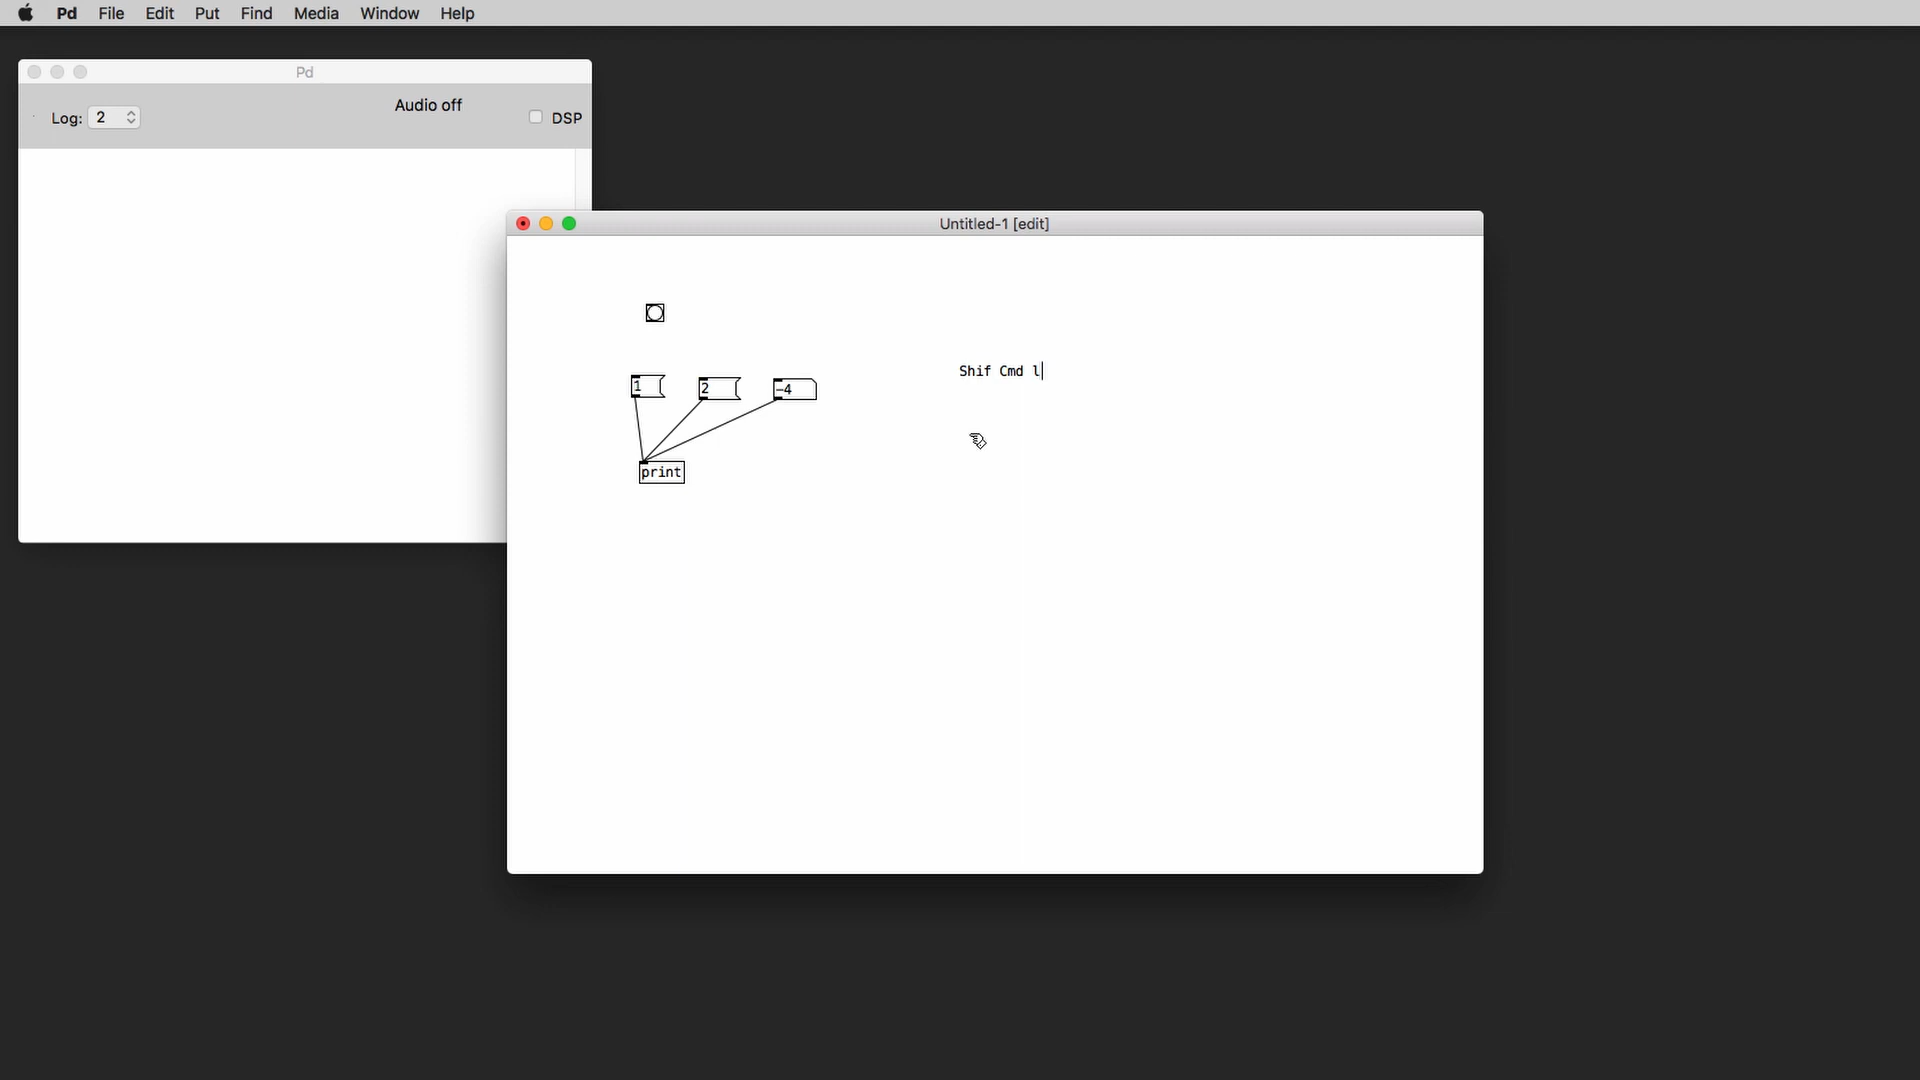 Pd File Edit Put Find Media Window Help
Pd
Audio off
Log: 2 DSP
Untitled-1 [edit]
Shif Cmd l
1 2 -4
print